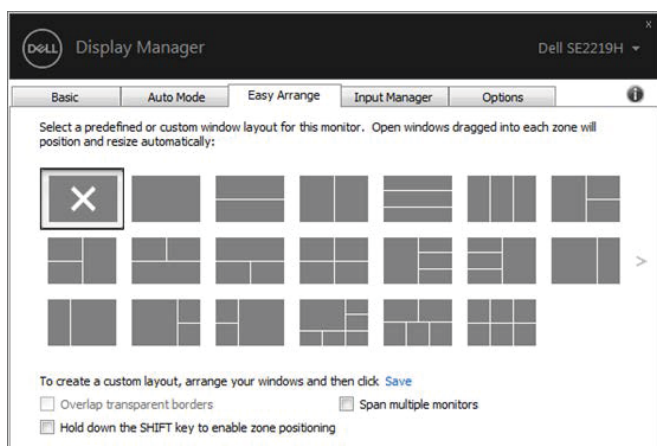 x
DELL Display Manager Dell SE2219H
Basic Auto Mode Easy Arrange Input Manager Options i
Select a predefined or custom window layout for this monitor. Open windows dragged into each zone will
position and resize automatically:
>
To create a custom layout, arrange your windows and then click Save
Overlap transparent borders Span multiple monitors
Hold down the SHIFT key to enable zone positioning